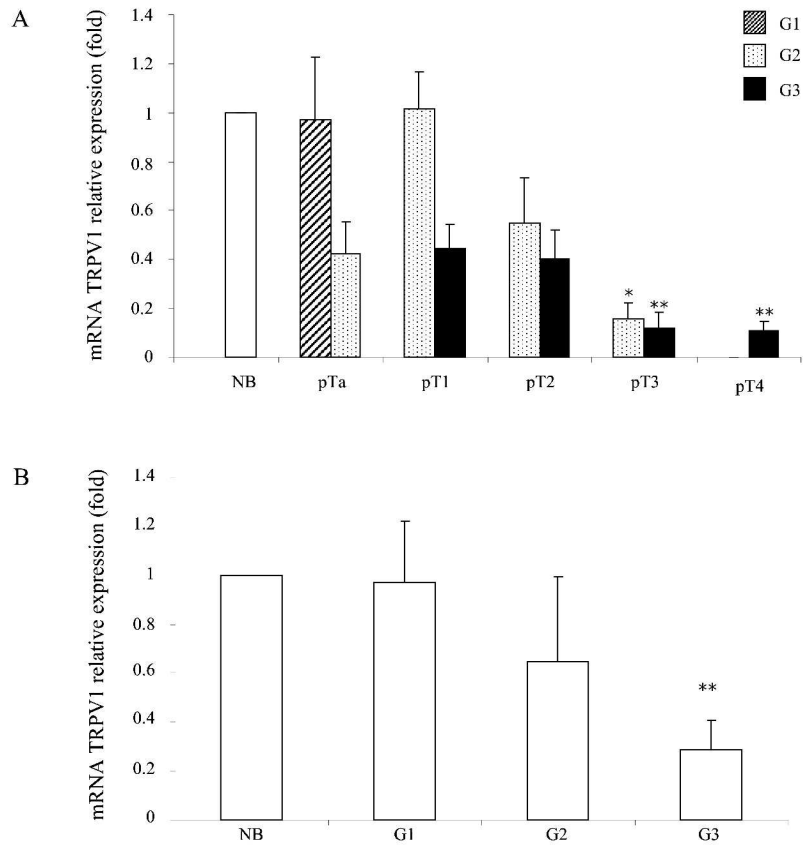 A
mRNA TRPV1 relative expression (fold)
1.4
1.2
1
0.8
0.6
0.4
0.2
0
G1
G2
G3
*
**
**
NB
pTa
pT1
pT2
pT3
pT4
B
mRNA TRPV1 relative expression (fold)
1.4
1.2
1
0.8
0.6
0.4
0.2
0
**
NB
G1
G2
G3